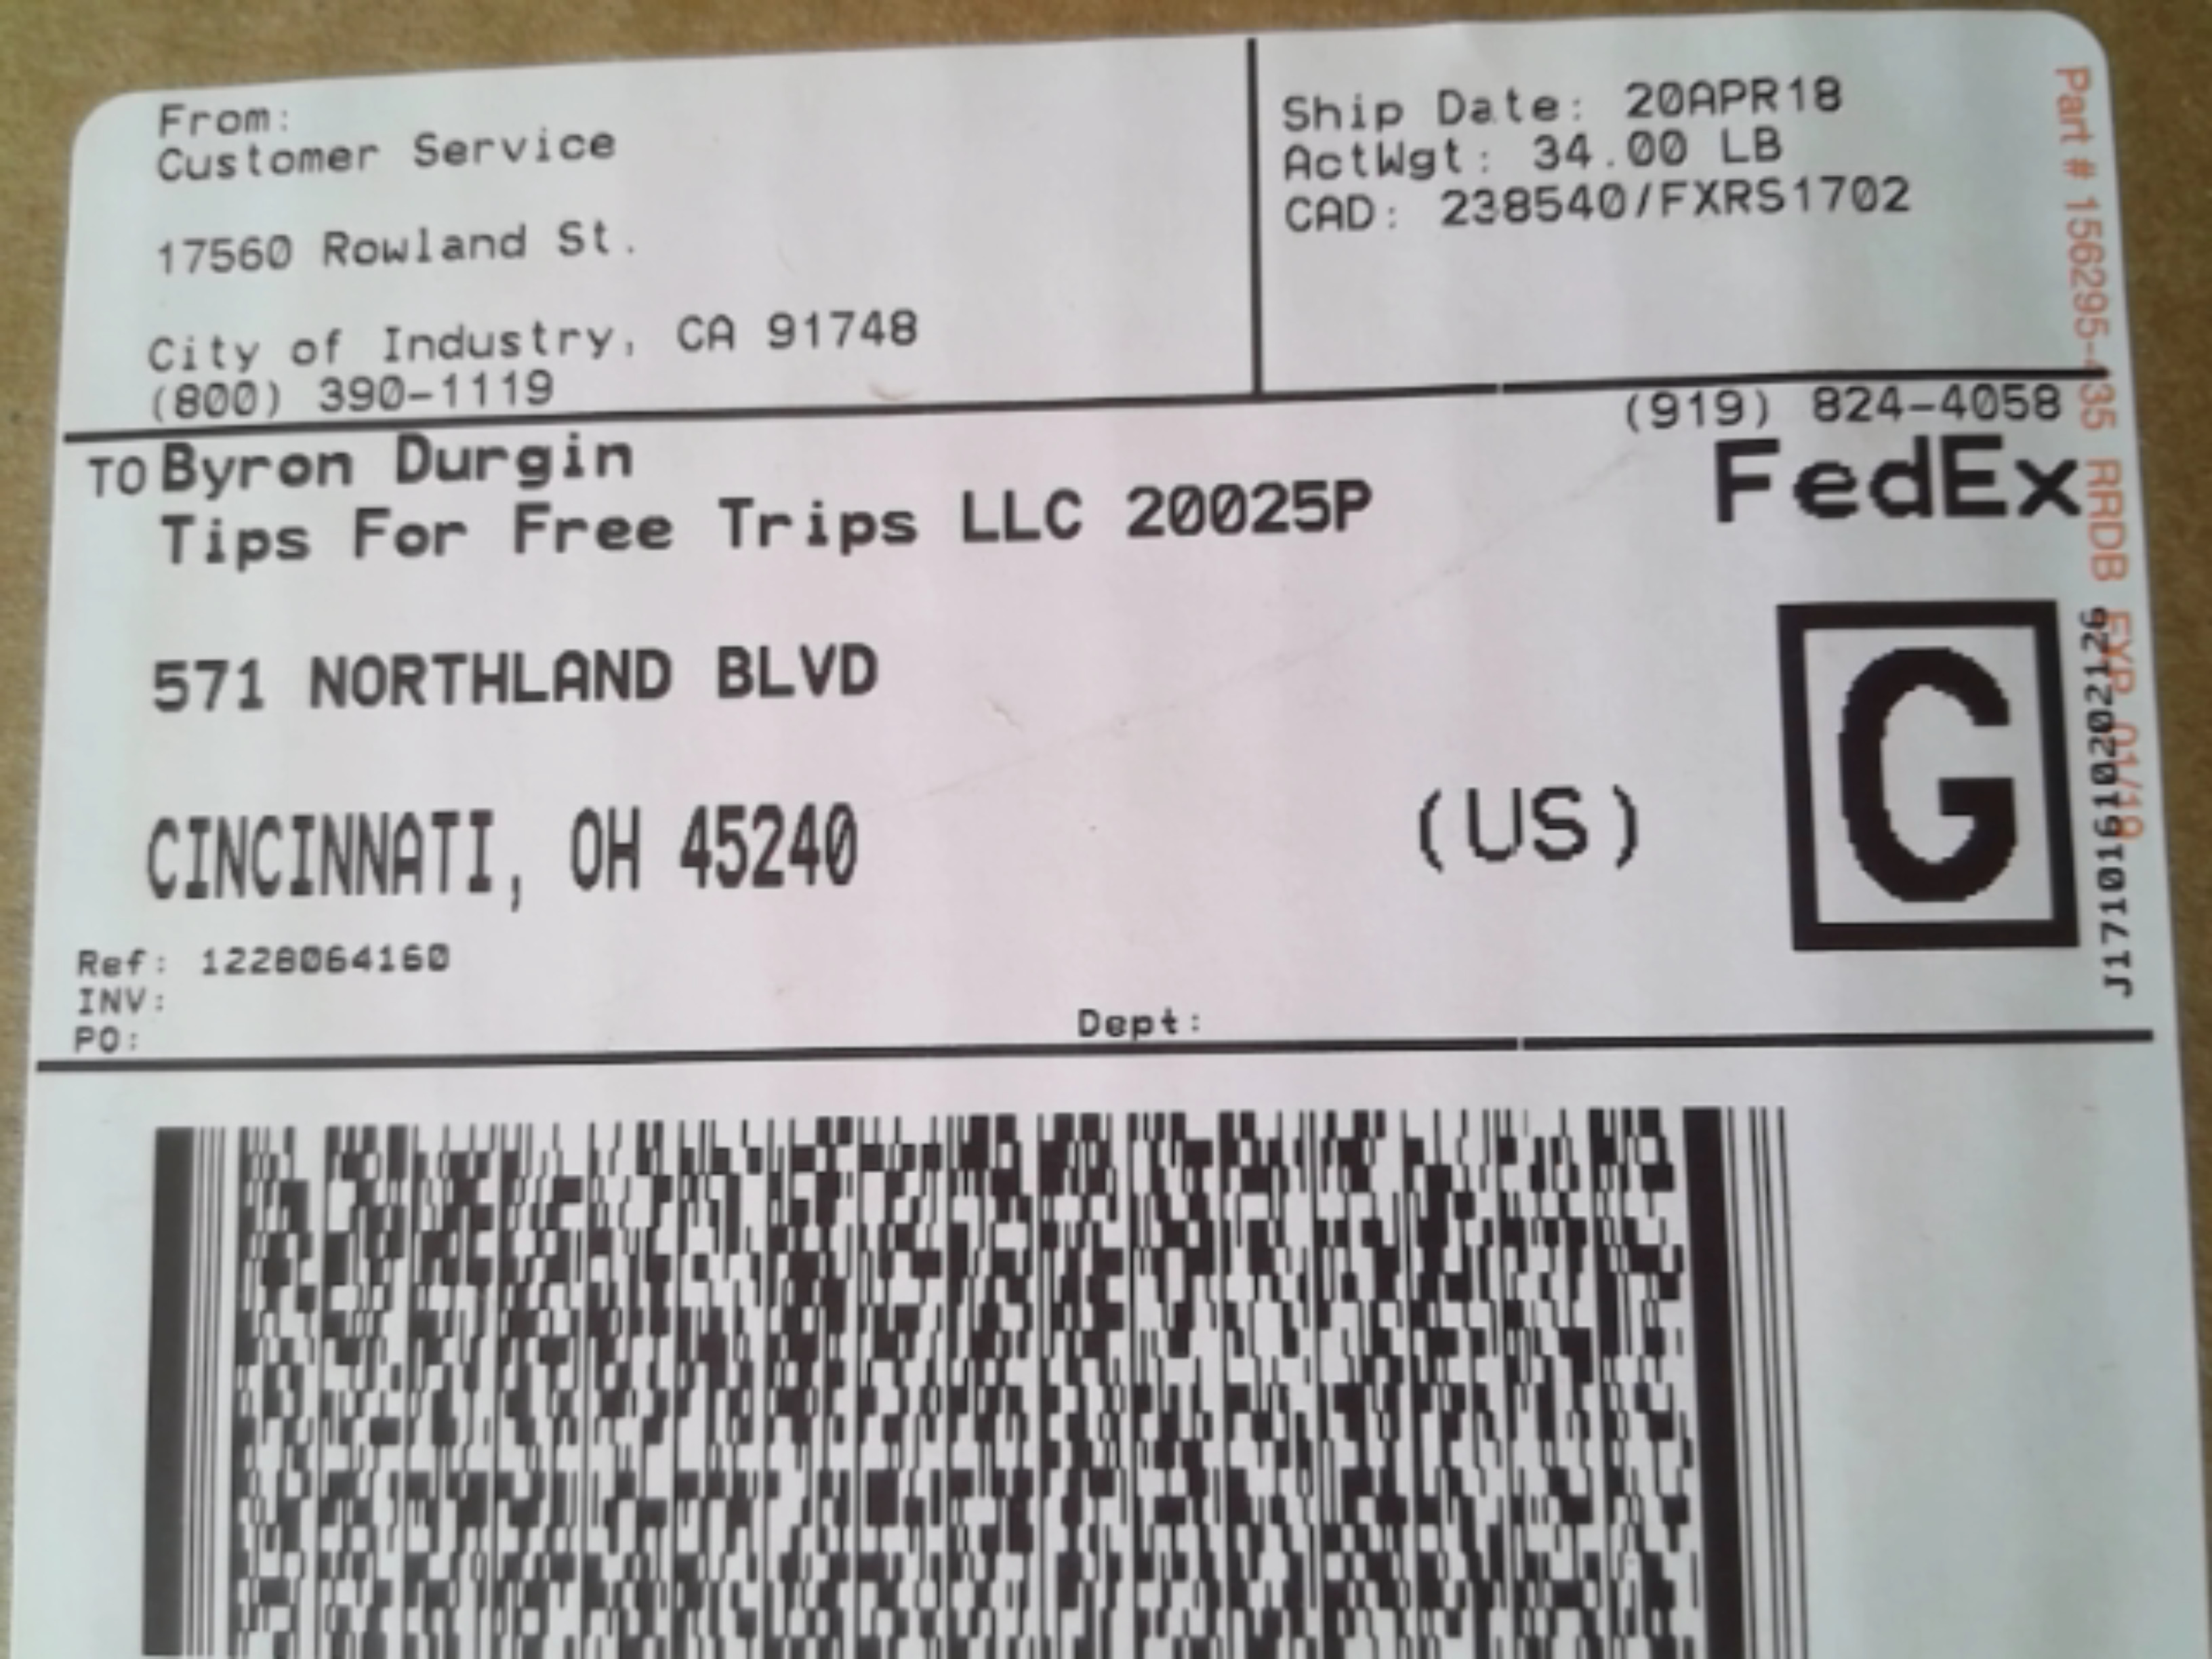 From:
Customer Service
17560 Rowland St.
City of Industry, CA 91748
(800) 390-1119
Ship Date: 20APR18
ActWgt: 34.00 LB
CAD: 238540/FXRS1702
(919) 824-4058
TO Byron Durgin
Tips For Free Trips LLC 20025P
571 NORTHLAND BLVD
CINCINNATI, OH 45240
(US)
FedEx
G
Ref: 1228064160
INV:
PO:
Dept:
J17101610202126
Part # 156295-435 RRDB EXP 01/19